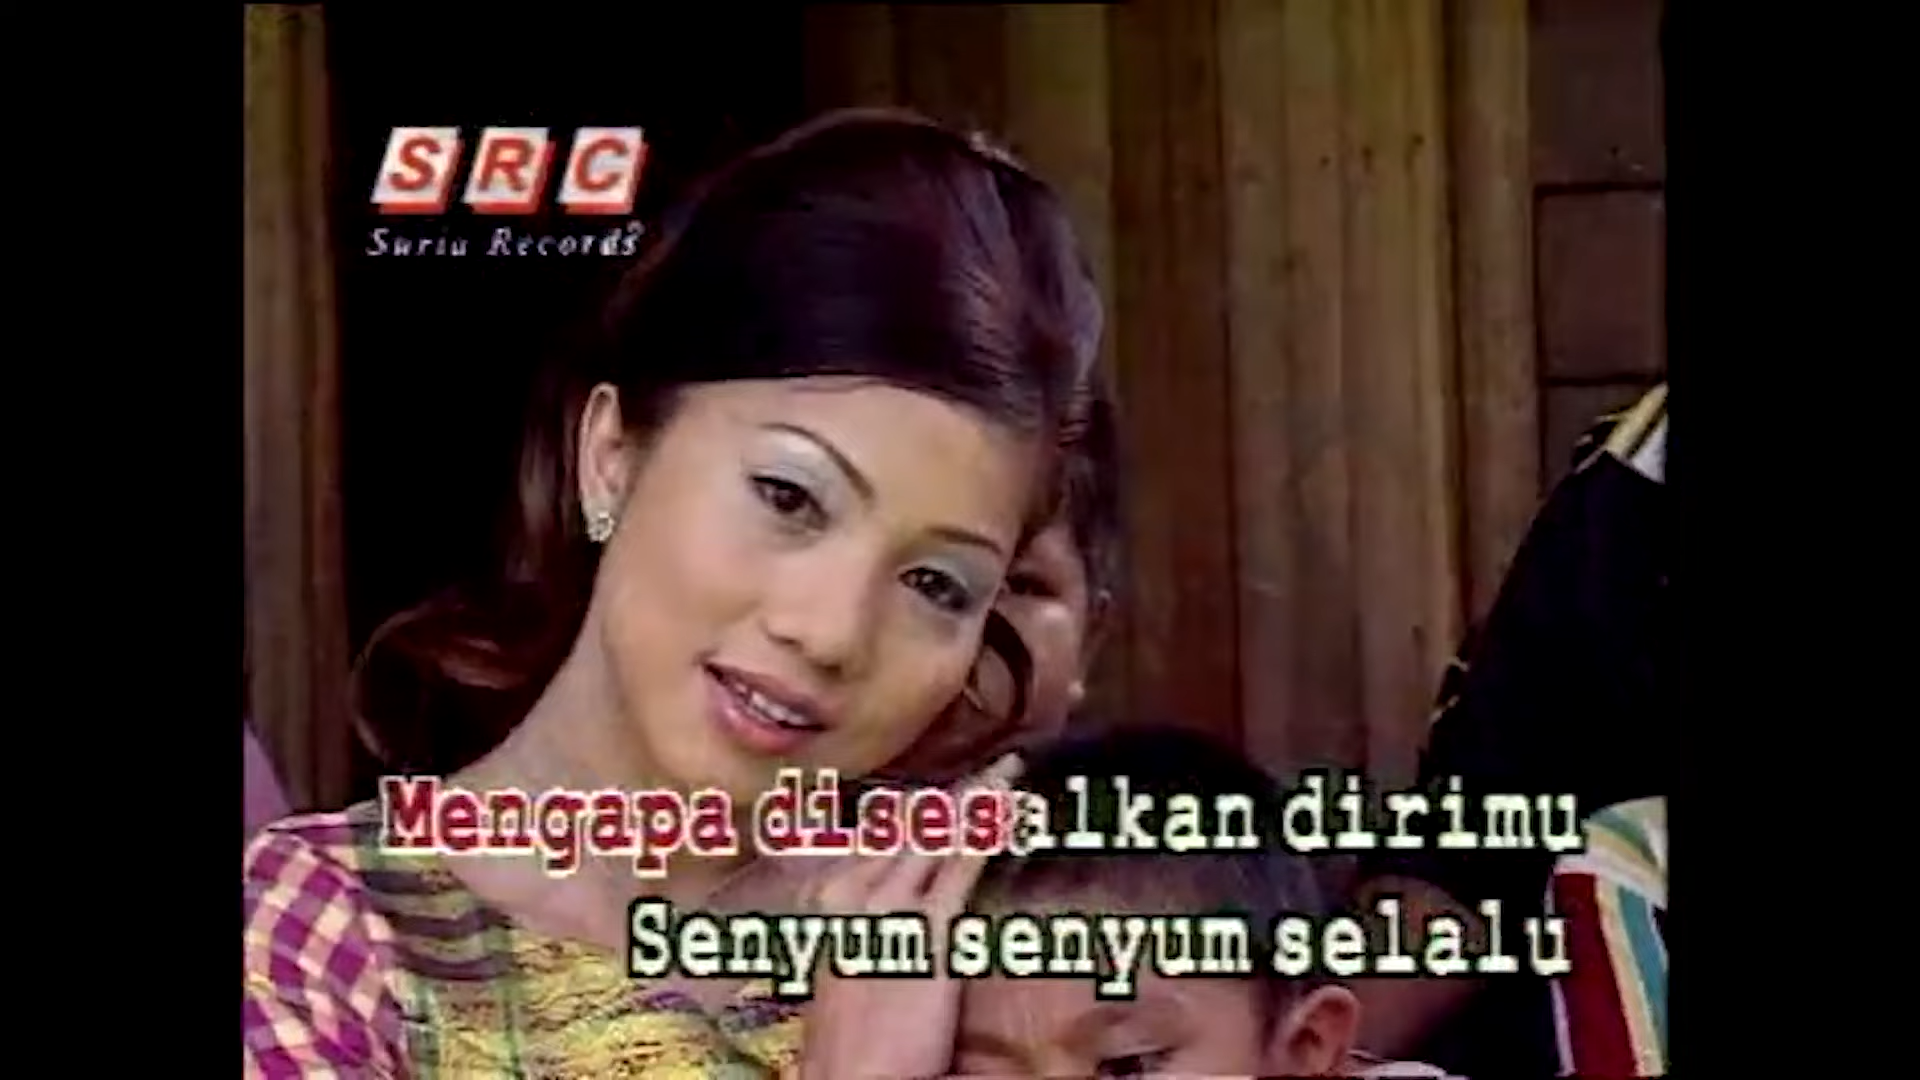 SRC
Suria Records
Mengapa disesalkan dirimu
Senyum senyum selalu